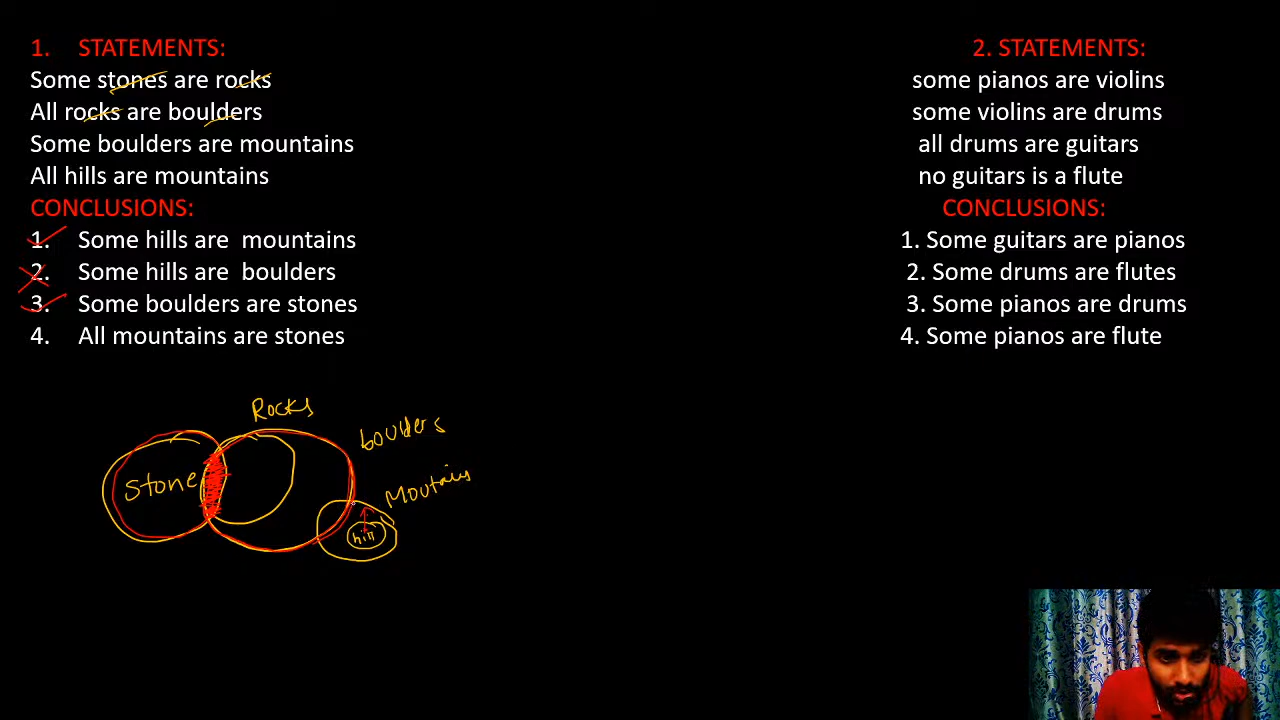 1. STATEMENTS:
Some stones are rocks
All rocks are boulders
Some boulders are mountains
All hills are mountains
CONCLUSIONS:
1. Some hills are mountains
2. Some hills are boulders
3. Some boulders are stones
4. All mountains are stones
Rocks
boulders
Stone
Moutains
hill
2. STATEMENTS:
some pianos are violins
some violins are drums
all drums are guitars
no guitars is a flute
CONCLUSIONS:
1. Some guitars are pianos
2. Some drums are flutes
3. Some pianos are drums
4. Some pianos are flute